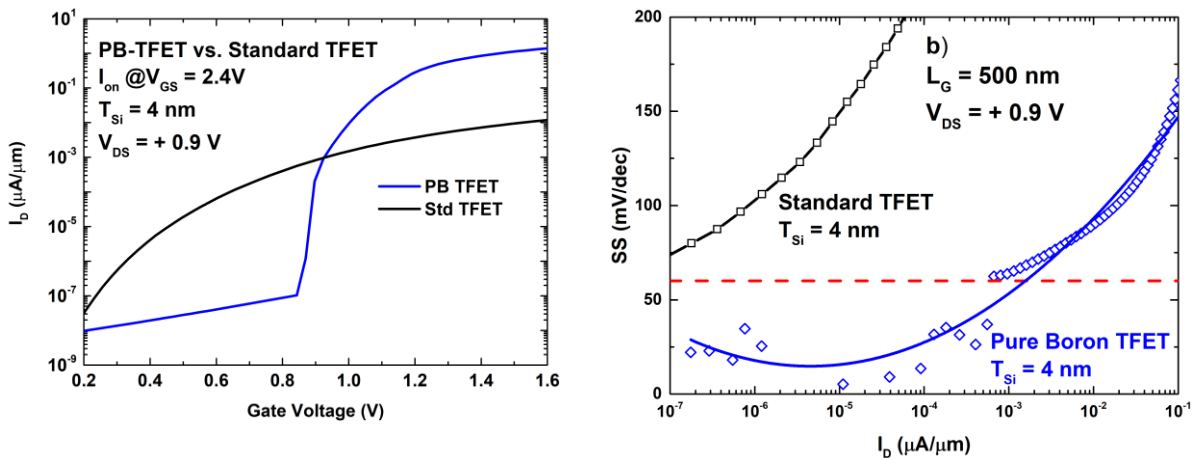 PB-TFET vs. Standard TFET
I_on @V_GS = 2.4V
T_Si = 4 nm
V_DS = + 0.9 V
PB TFET
Std TFET
I_D (µA/µm)
10^1
10^-1
10^-3
10^-5
10^-7
10^-9
0.2 0.4 0.6 0.8 1.0 1.2 1.4 1.6
Gate Voltage (V)
b)
L_G = 500 nm
V_DS = + 0.9 V
Standard TFET
T_Si = 4 nm
Pure Boron TFET
T_Si = 4 nm
SS (mV/dec)
200
150
100
50
0
10^-7 10^-6 10^-5 10^-4 10^-3 10^-2 10^-1
I_D (µA/µm)